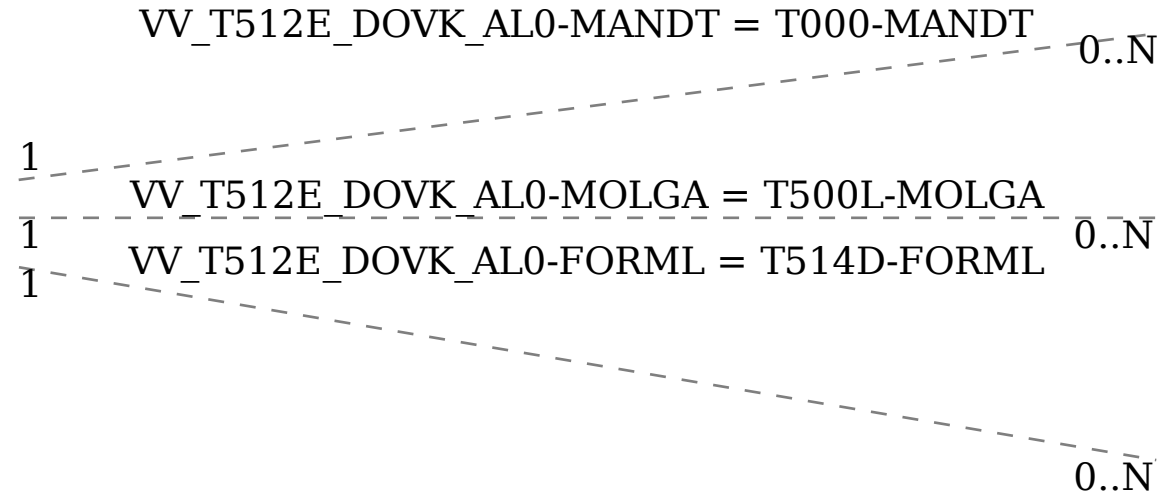 VV_T512E_DOVK_AL0-MANDT = T000-MANDT
0..N
1
VV_T512E_DOVK_AL0-MOLGA = T500L-MOLGA
1
0..N
VV_T512E_DOVK_AL0-FORML = T514D-FORML
1
0..N